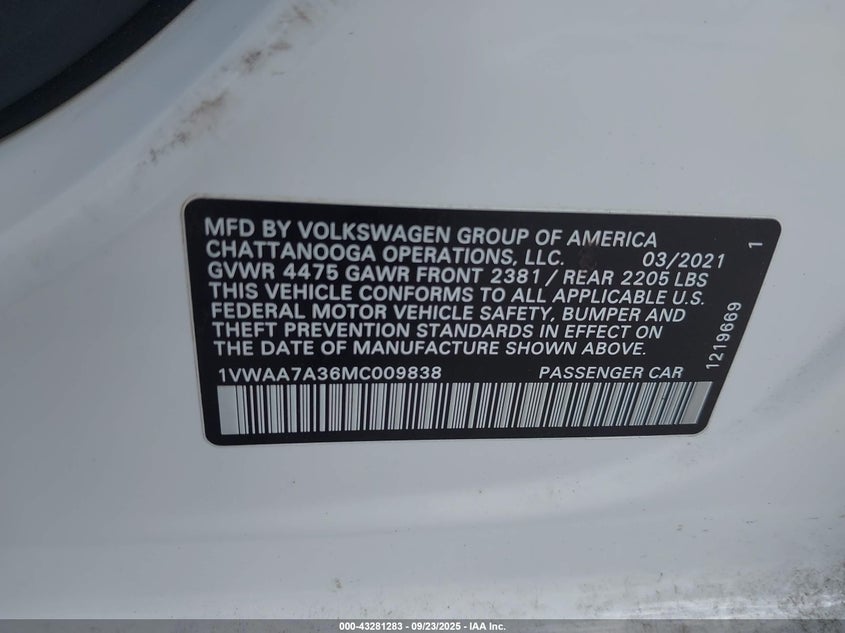 MFD BY VOLKSWAGEN GROUP OF AMERICA
CHATTANOOGA OPERATIONS, LLC. 03/2021
GVWR 4475 GAWR FRONT 2381 / REAR 2205 LBS
THIS VEHICLE CONFORMS TO ALL APPLICABLE U.S.
FEDERAL MOTOR VEHICLE SAFETY, BUMPER AND
THEFT PREVENTION STANDARDS IN EFFECT ON
THE DATE OF MANUFACTURE SHOWN ABOVE.
1VWAA7A36MC009838 PASSENGER CAR
1219669
1
000-43281283 - 09/23/2025 - IAA Inc.